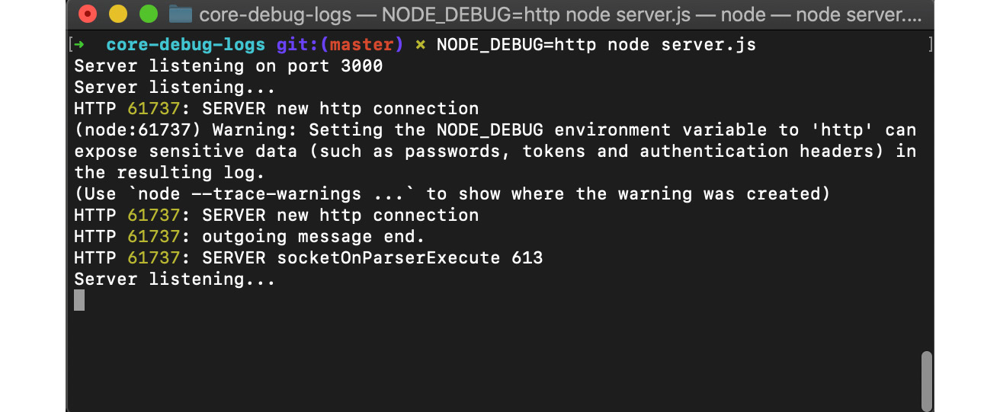 core-debug-logs — NODE_DEBUG=http node server.js — node — node server....
[➜ core-debug-logs git:(master) × NODE_DEBUG=http node server.js ]
Server listening on port 3000
Server listening...
HTTP 61737: SERVER new http connection
(node:61737) Warning: Setting the NODE_DEBUG environment variable to 'http' can
expose sensitive data (such as passwords, tokens and authentication headers) in
the resulting log.
(Use `node --trace-warnings ...` to show where the warning was created)
HTTP 61737: SERVER new http connection
HTTP 61737: outgoing message end.
HTTP 61737: SERVER socketOnParserExecute 613
Server listening...